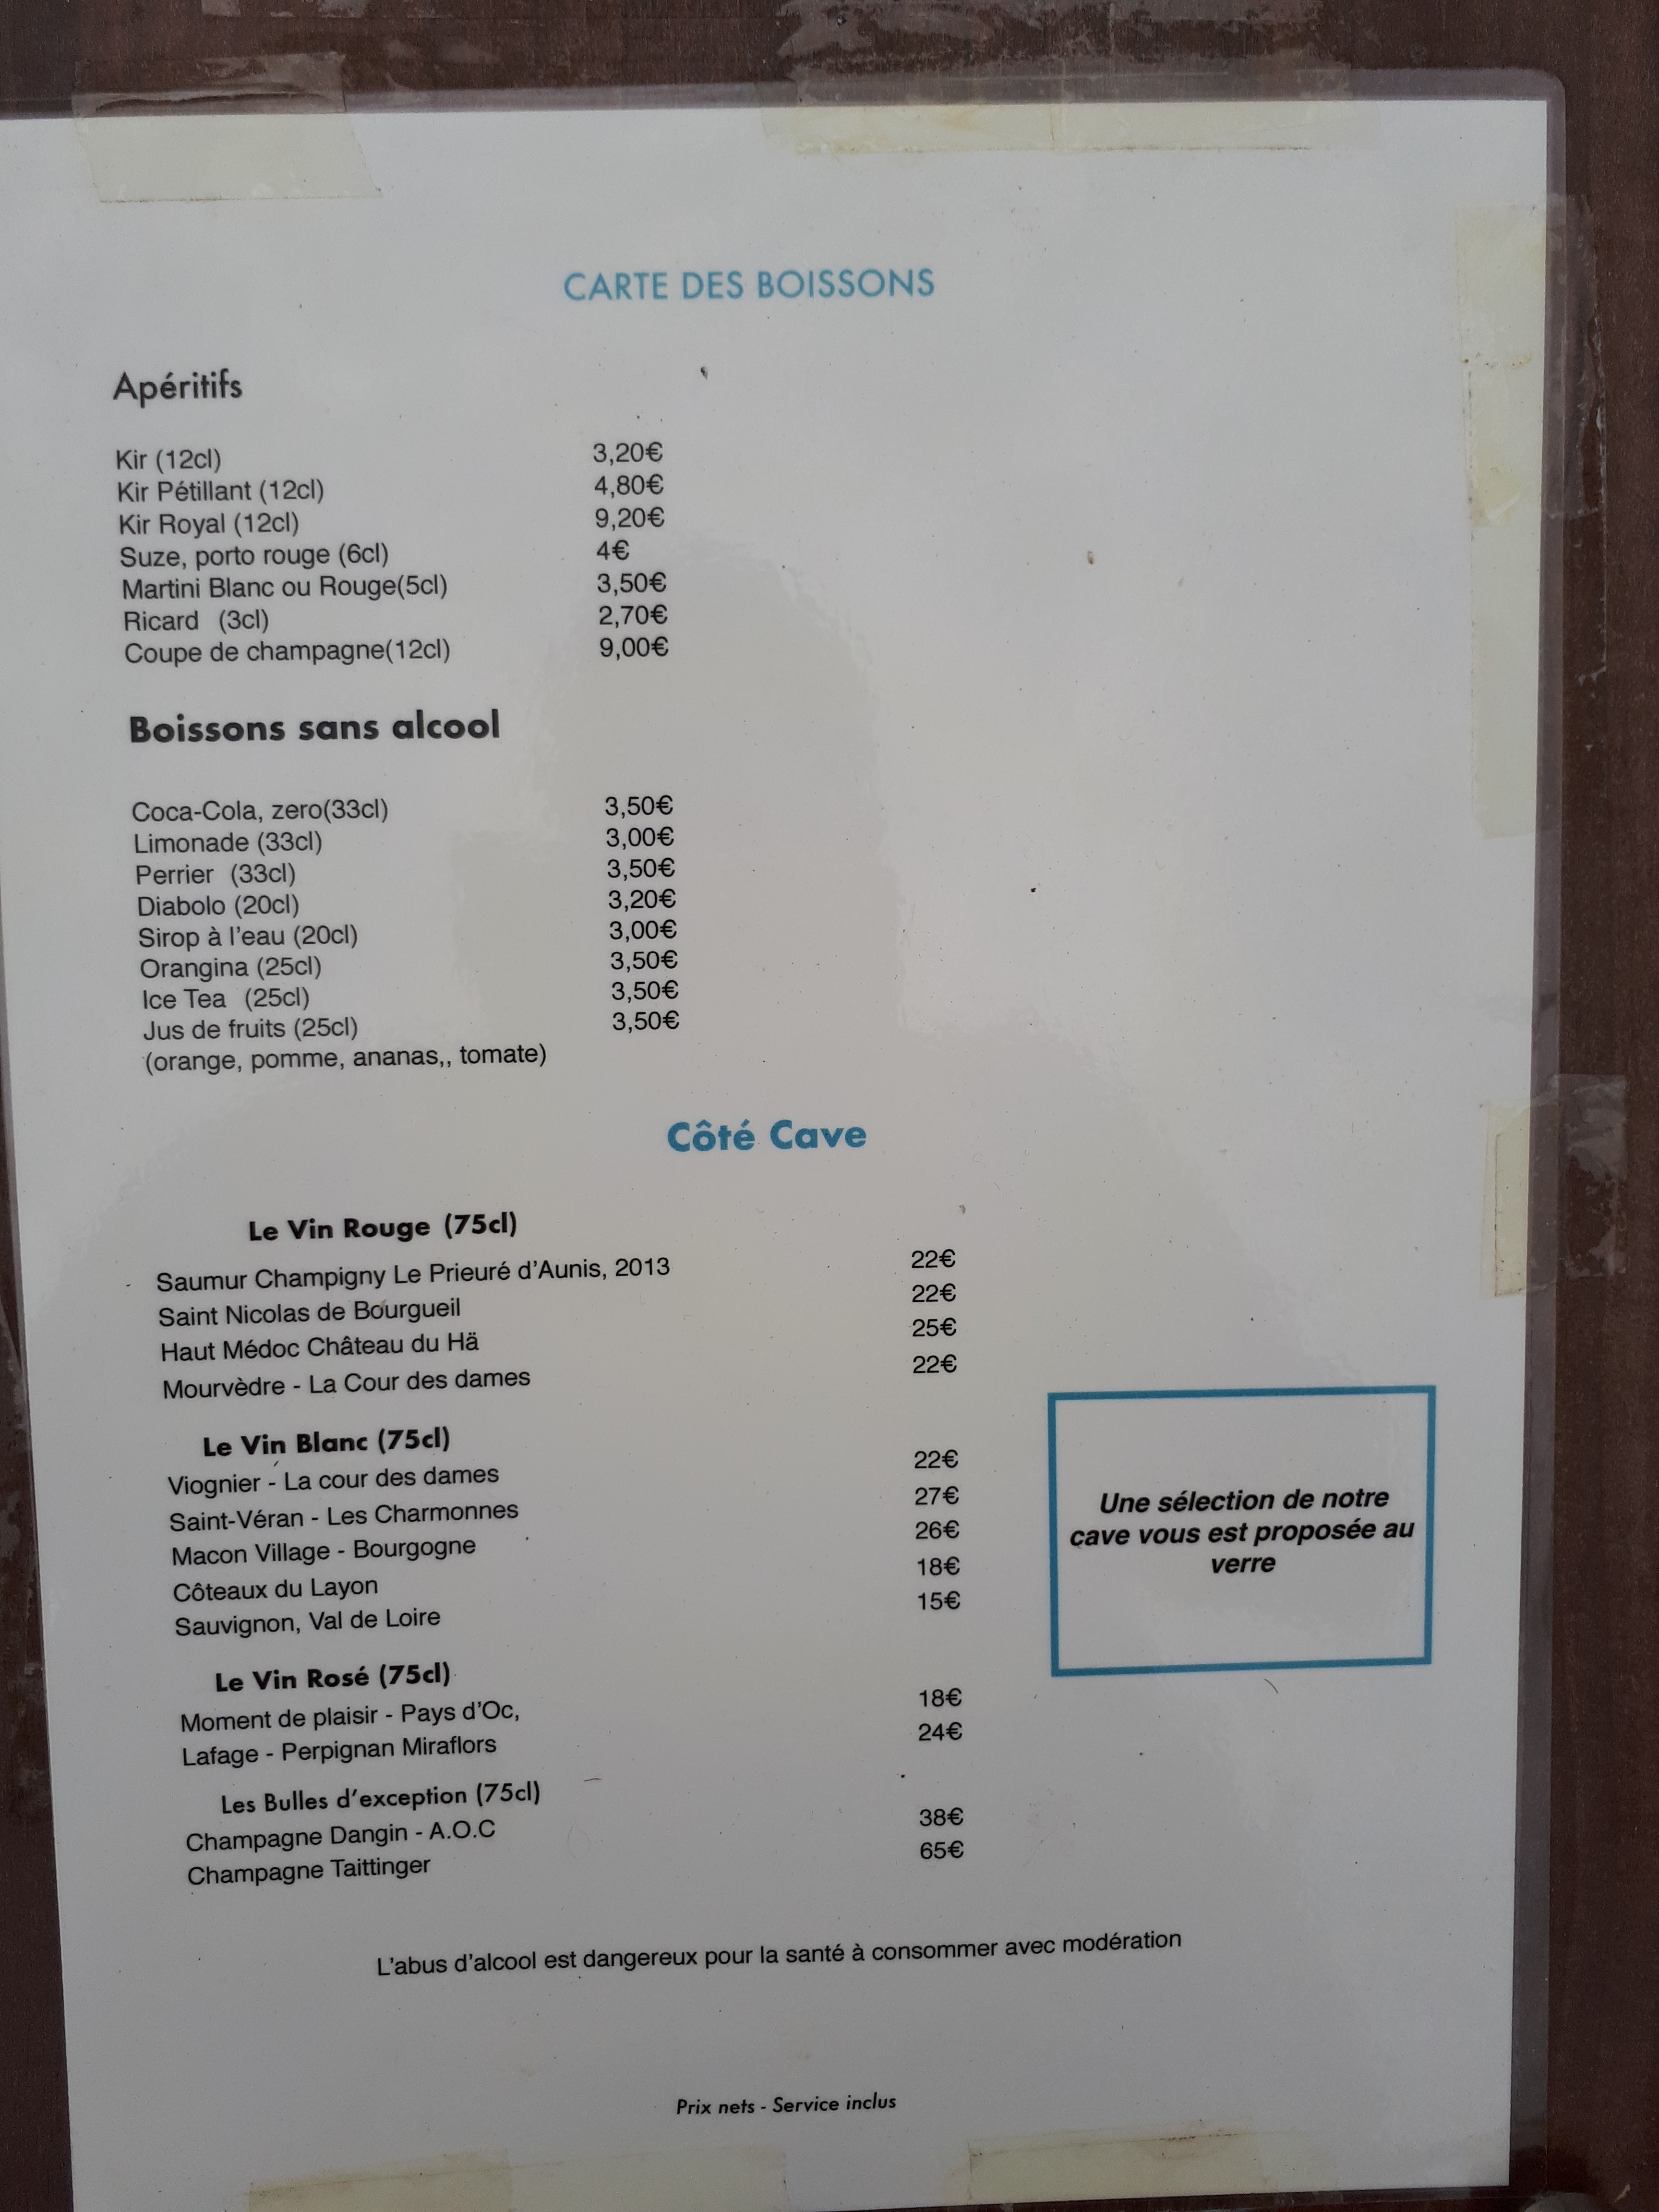 CARTE DES BOISSONS
Apéritifs
Kir (12cl) 3,20€
Kir Pétillant (12cl) 4,80€
Kir Royal (12cl) 9,20€
Suze, porto rouge (6cl) 4€
Martini Blanc ou Rouge(5cl) 3,50€
Ricard (3cl) 2,70€
Coupe de champagne(12cl) 9,00€
Boissons sans alcool
Coca-Cola, zero(33cl) 3,50€
Limonade (33cl) 3,00€
Perrier (33cl) 3,50€
Diabolo (20cl) 3,20€
Sirop à l'eau (20cl) 3,00€
Orangina (25cl) 3,50€
Ice Tea (25cl) 3,50€
Jus de fruits (25cl) 3,50€
(orange, pomme, ananas,, tomate)
Côté Cave
Le Vin Rouge (75cl)
Saumur Champigny Le Prieuré d'Aunis, 2013 22€
Saint Nicolas de Bourgueil 22€
Haut Médoc Château du Hä 25€
Mourvèdre - La Cour des dames 22€
Le Vin Blanc (75cl)
Viognier - La cour des dames 22€
Saint-Véran - Les Charmonnes 27€
Macon Village - Bourgogne 26€
Côteaux du Layon 18€
Sauvignon, Val de Loire 15€
Une sélection de notre
cave vous est proposée au
verre
Le Vin Rosé (75cl)
Moment de plaisir - Pays d'Oc, 18€
Lafage - Perpignan Miraflors 24€
Les Bulles d'exception (75cl)
Champagne Dangin - A.O.C 38€
Champagne Taittinger 65€
L'abus d'alcool est dangereux pour la santé à consommer avec modération
Prix nets - Service inclus